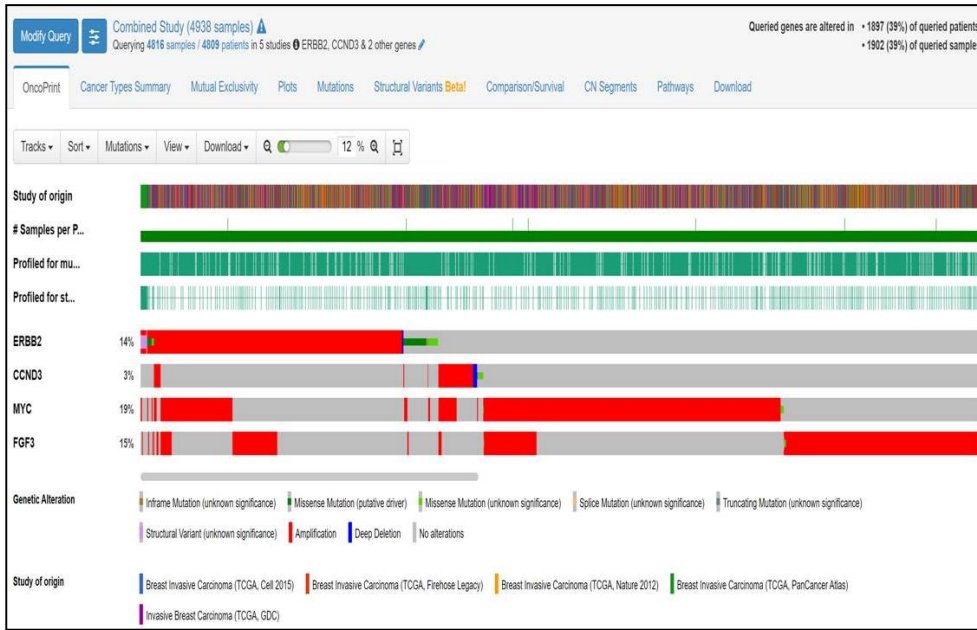 Modify Query
Combined Study (4938 samples)
Querying 4816 samples / 4809 patients in 5 studies ERBB2, CCND3 & 2 other genes
Queried genes are altered in • 1897 (39%) of queried patients
• 1902 (39%) of queried sample
OncoPrint Cancer Types Summary Mutual Exclusivity Plots Mutations Structural Variants Beta! Comparison/Survival CN Segments Pathways Download
Tracks Sort Mutations View Download 12 %
Study of origin
# Samples per P...
Profiled for mu...
Profiled for st...
ERBB2 14%
CCND3 3%
MYC 19%
FGF3 15%
Genetic Alteration Inframe Mutation (unknown significance) Missense Mutation (putative driver) Missense Mutation (unknown significance) Splice Mutation (unknown significance) Truncating Mutation (unknown significance)
Structural Variant (unknown significance) Amplification Deep Deletion No alterations
Study of origin Breast Invasive Carcinoma (TCGA, Cell 2015) Breast Invasive Carcinoma (TCGA, Firehose Legacy) Breast Invasive Carcinoma (TCGA, Nature 2012) Breast Invasive Carcinoma (TCGA, PanCancer Atlas)
Invasive Breast Carcinoma (TCGA, GDC)